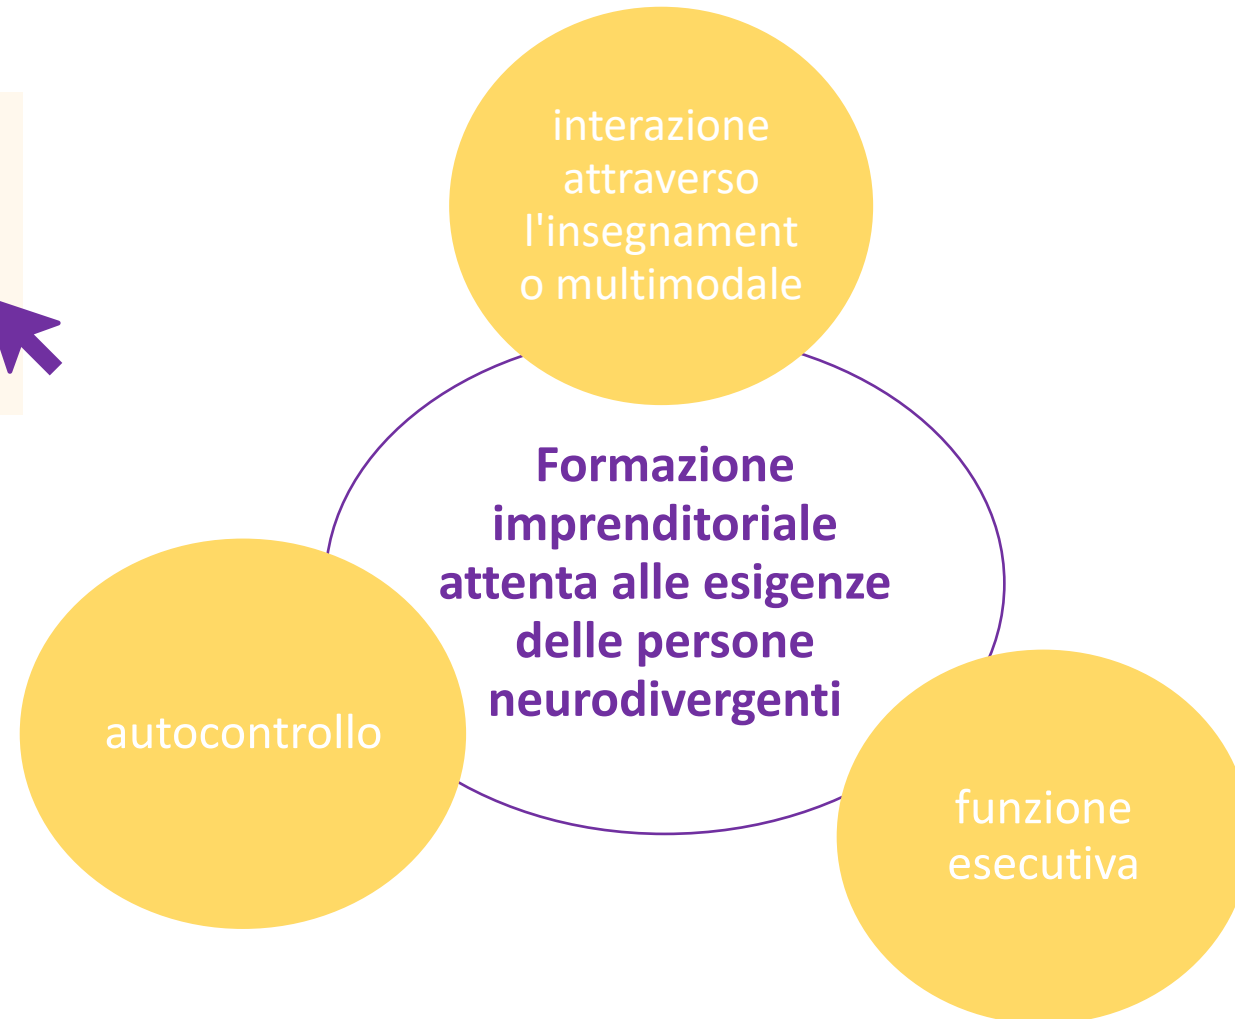 interazione
attraverso
l'insegnament
o multimodale
Formazione
imprenditoriale
attenta alle esigenze
delle persone
neurodivergenti
autocontrollo
funzione
esecutiva